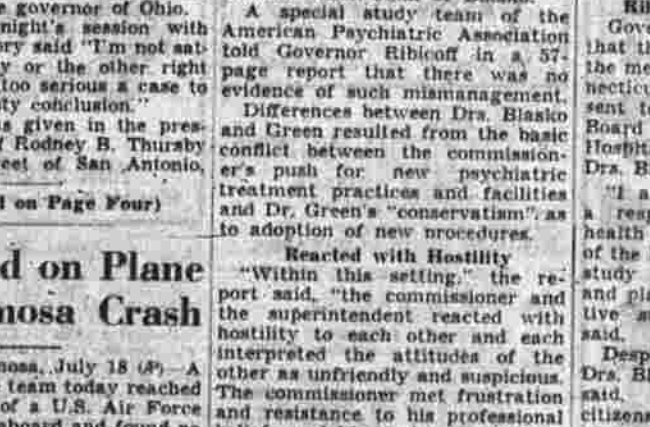 e governor of Ohio.
night's session with
ry said "I'm not sat-
y or the other right
too serious a case to
ty conclusion."
s given in the pres-
f Rodney B. Thursby
eet of San Antonio,
l on Page Four)
d on Plane
mosa Crash
mosa, July 18 (AP) A
team today reached
of a U.S. Air Force
aboard and found no
A special study team of the
American Psychiatric Association
told Governor Ribicoff in a 57-
page report that there was no
evidence of such mismanagement.
Differences between Drs. Blasko
and Green resulted from the basic
conflict between the commission-
er's push for new psychiatric
treatment practices and facilities
and Dr. Green's "conservatism" as
to adoption of new procedures.
Reacted with Hostility
"Within this setting," the re-
port said, "the commissioner and
the superintendent reacted with
hostility to each other and each
interpreted the attitudes of the
other as unfriendly and suspicious.
The commissioner met frustration
and resistance to his professional
Rib
Gove
that th
the me
necticu
sent to
Board
Hospit
Drs. B
"I a
a resp
health
of the
study
and pl
tive a
said.
Desp
Drs. Bl
said,
citizens